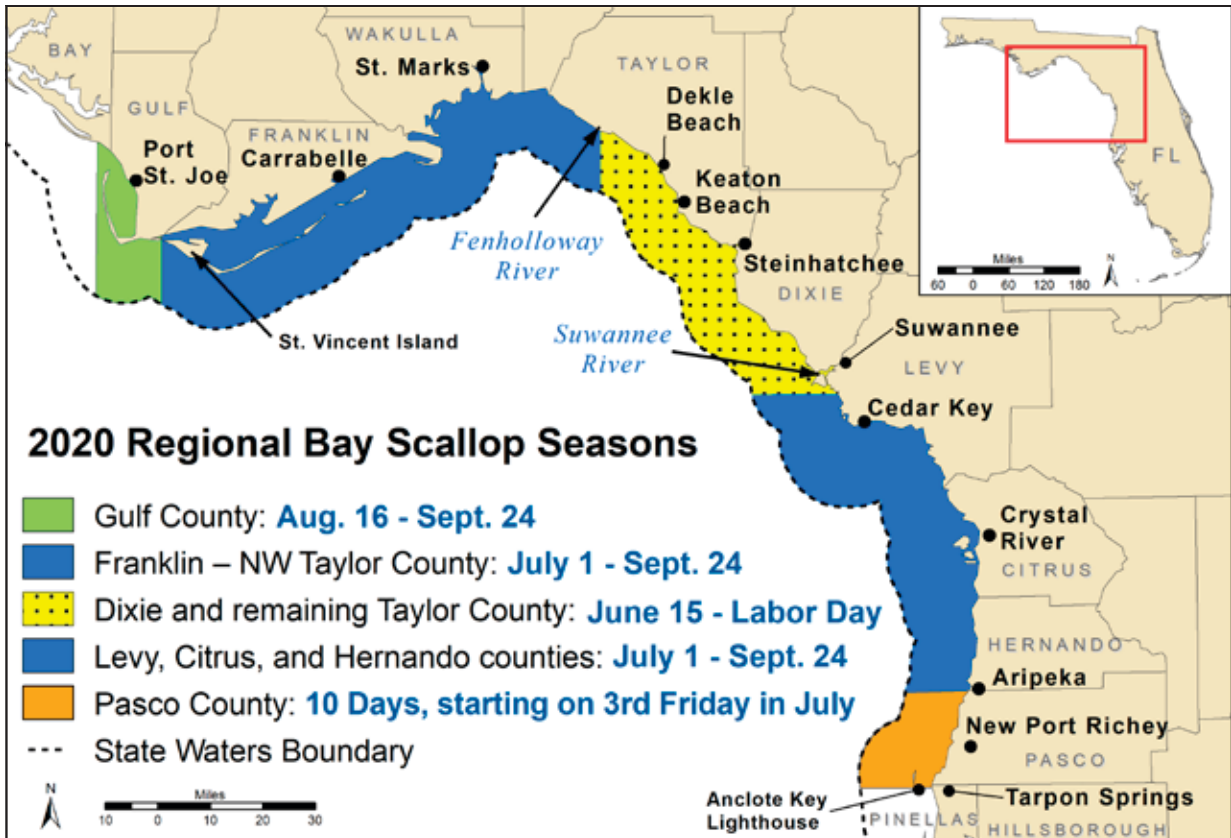 BAY
WAKULLA
St. Marks
TAYLOR
GULF
Dekle
Beach
FRANKLIN
Carrabelle
Port
St. Joe
Keaton
Beach
Fenholloway
River
Steinhatchee
DIXIE
St. Vincent Island
Suwannee
River
Suwannee
LEVY
Cedar Key
FL
Miles
60 0 60 120 180
N
2020 Regional Bay Scallop Seasons
Gulf County: Aug. 16 - Sept. 24
Franklin – NW Taylor County: July 1 - Sept. 24
Dixie and remaining Taylor County: June 15 - Labor Day
Levy, Citrus, and Hernando counties: July 1 - Sept. 24
Pasco County: 10 Days, starting on 3rd Friday in July
State Waters Boundary
N
Miles
10 0 10 20 30
Crystal
River
CITRUS
HERNANDO
Aripeka
New Port Richey
PASCO
Anclote Key
Lighthouse
Tarpon Springs
PINELLAS
HILLSBOROUGH